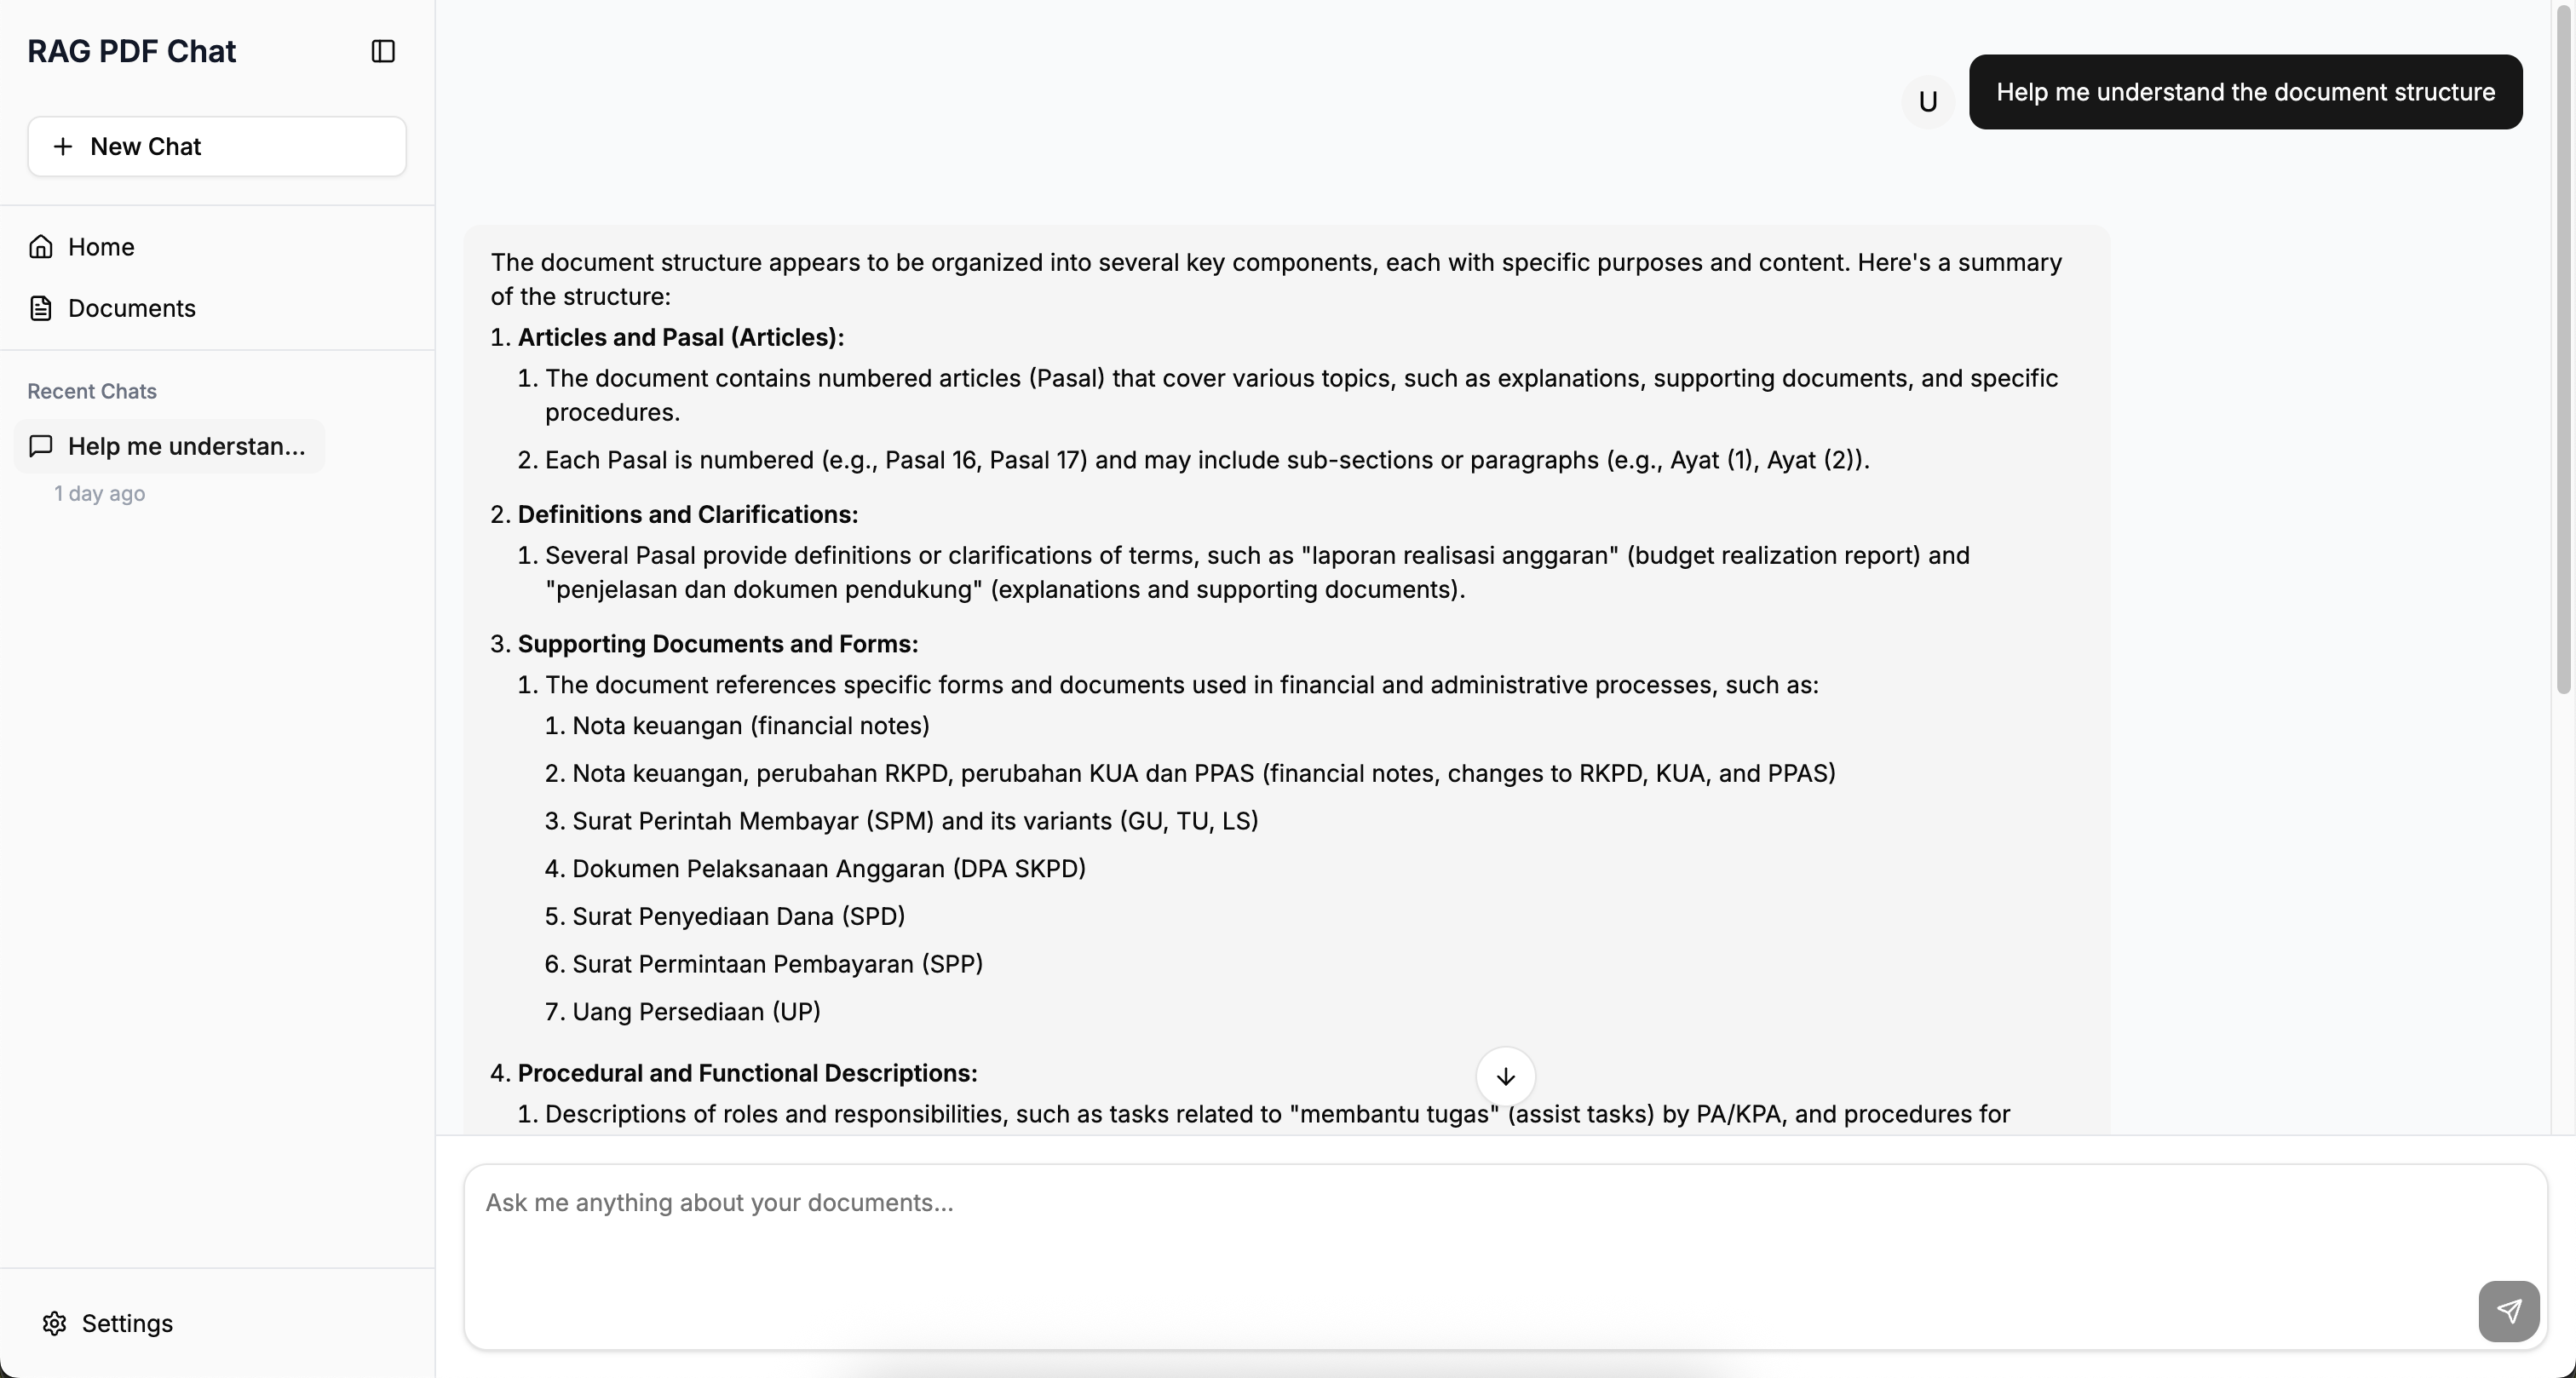 RAG PDF Chat
New Chat
Home
Documents
Recent Chats
Help me understan...
1 day ago
Settings
U
Help me understand the document structure
The document structure appears to be organized into several key components, each with specific purposes and content. Here's a summary
of the structure:
1. Articles and Pasal (Articles):
1. The document contains numbered articles (Pasal) that cover various topics, such as explanations, supporting documents, and specific
procedures.
2. Each Pasal is numbered (e.g., Pasal 16, Pasal 17) and may include sub-sections or paragraphs (e.g., Ayat (1), Ayat (2)).
2. Definitions and Clarifications:
1. Several Pasal provide definitions or clarifications of terms, such as "laporan realisasi anggaran" (budget realization report) and
"penjelasan dan dokumen pendukung" (explanations and supporting documents).
3. Supporting Documents and Forms:
1. The document references specific forms and documents used in financial and administrative processes, such as:
1. Nota keuangan (financial notes)
2. Nota keuangan, perubahan RKPD, perubahan KUA dan PPAS (financial notes, changes to RKPD, KUA, and PPAS)
3. Surat Perintah Membayar (SPM) and its variants (GU, TU, LS)
4. Dokumen Pelaksanaan Anggaran (DPA SKPD)
5. Surat Penyediaan Dana (SPD)
6. Surat Permintaan Pembayaran (SPP)
7. Uang Persediaan (UP)
4. Procedural and Functional Descriptions:
1. Descriptions of roles and responsibilities, such as tasks related to "membantu tugas" (assist tasks) by PA/KPA, and procedures for
Ask me anything about your documents...